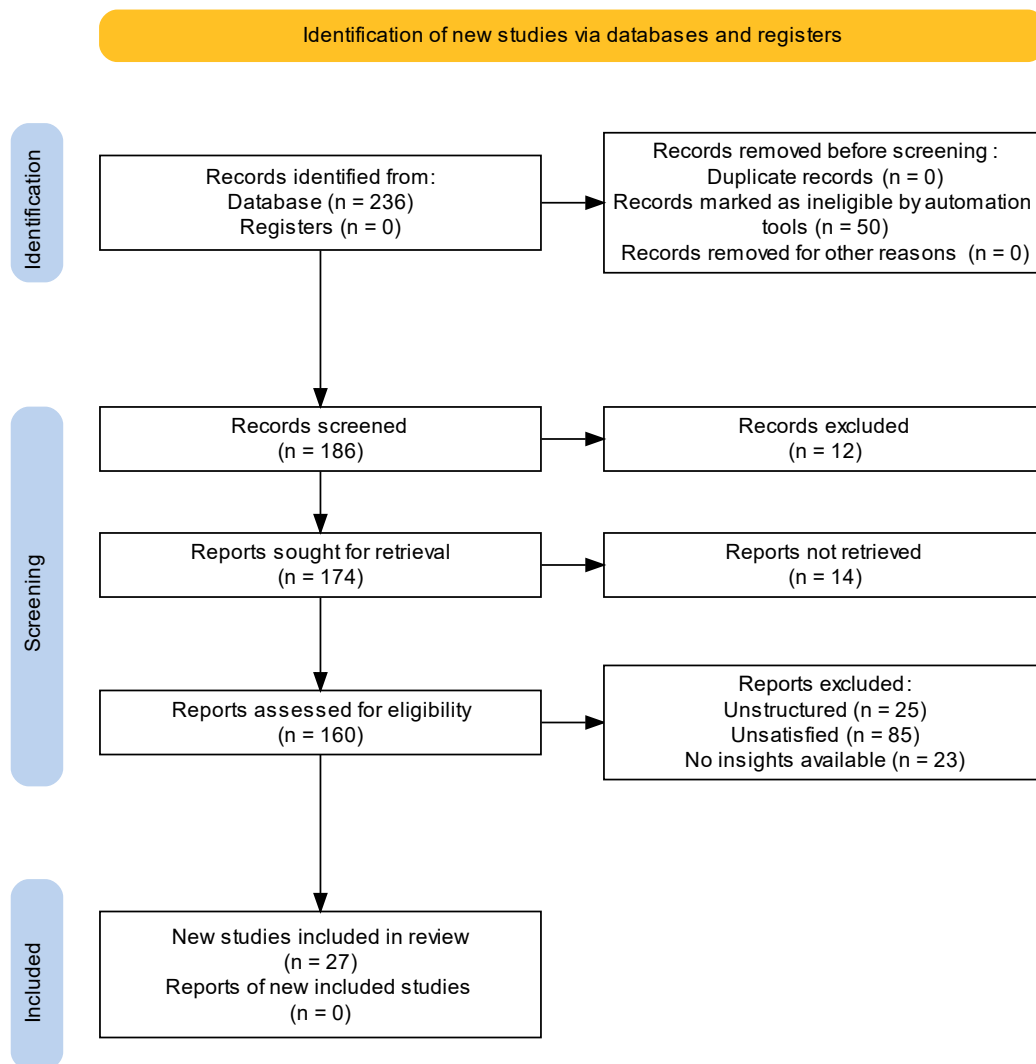 Identification of new studies via databases and registers
Identification
Records identified from:
Database (n = 236)
Registers (n = 0)
Records removed before screening :
Duplicate records (n = 0)
Records marked as ineligible by automation
tools (n = 50)
Records removed for other reasons (n = 0)
Screening
Records screened
(n = 186)
Records excluded
(n = 12)
Reports sought for retrieval
(n = 174)
Reports not retrieved
(n = 14)
Reports assessed for eligibility
(n = 160)
Reports excluded :
Unstructured (n = 25)
Unsatisfied (n = 85)
No insights available (n = 23)
Included
New studies included in review
(n = 27)
Reports of new included studies
(n = 0)